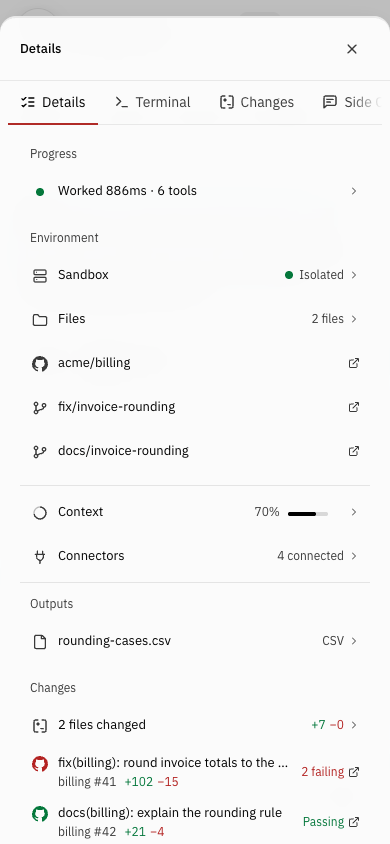 Details
Details
Terminal
Changes
Side
Progress
Worked 886ms · 6 tools
Environment
Sandbox
Isolated
Files
2 files
acme/billing
fix/invoice-rounding
docs/invoice-rounding
Context
70%
Connectors
4 connected
Outputs
rounding-cases.csv
CSV
Changes
2 files changed
+7 −0
fix(billing): round invoice totals to the ...
billing #41 +102 −15
2 failing
docs(billing): explain the rounding rule
billing #42 +21 −4
Passing